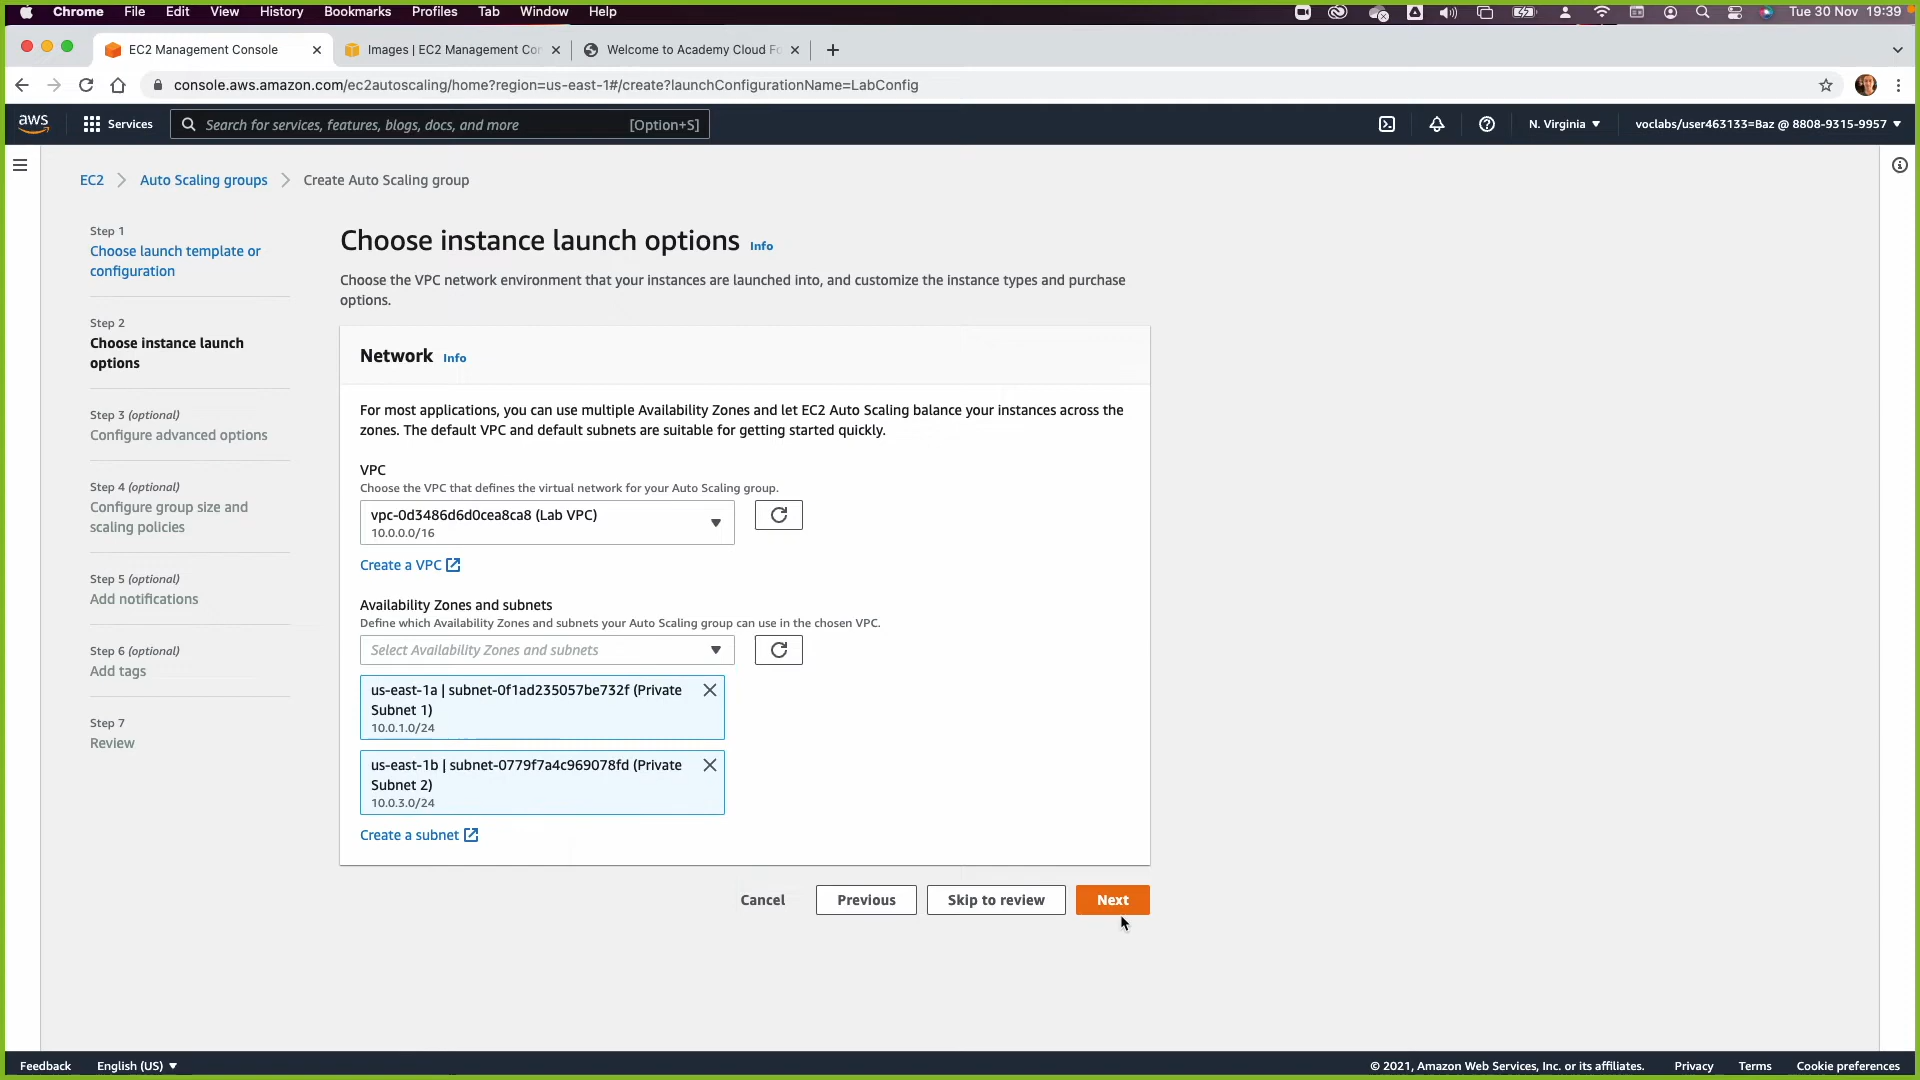 Chrome File Edit View History Bookmarks Profiles Tab Window Help Tue 30 Nov 19:39
EC2 Management Console Images | EC2 Management Con Welcome to Academy Cloud Fo
console.aws.amazon.com/ec2autoscaling/home?region=us-east-1#/create?launchConfigurationName=LabConfig
aws Services Search for services, features, blogs, docs, and more [Option+S] N. Virginia voclabs/user463133=Baz @ 8808-9315-9957
EC2 Auto Scaling groups Create Auto Scaling group
Step 1
Choose launch template or
configuration
Step 2
Choose instance launch
options
Step 3 (optional)
Configure advanced options
Step 4 (optional)
Configure group size and
scaling policies
Step 5 (optional)
Add notifications
Step 6 (optional)
Add tags
Step 7
Review
Choose instance launch options Info
Choose the VPC network environment that your instances are launched into, and customize the instance types and purchase
options.
Network Info
For most applications, you can use multiple Availability Zones and let EC2 Auto Scaling balance your instances across the
zones. The default VPC and default subnets are suitable for getting started quickly.
VPC
Choose the VPC that defines the virtual network for your Auto Scaling group.
vpc-0d3486d6d0cea8ca8 (Lab VPC)
10.0.0.0/16
Create a VPC
Availability Zones and subnets
Define which Availability Zones and subnets your Auto Scaling group can use in the chosen VPC.
Select Availability Zones and subnets
us-east-1a | subnet-0f1ad235057be732f (Private
Subnet 1)
10.0.1.0/24
us-east-1b | subnet-0779f7a4c969078fd (Private
Subnet 2)
10.0.3.0/24
Create a subnet
Cancel Previous Skip to review Next
Feedback English (US) © 2021, Amazon Web Services, Inc. or its affiliates. Privacy Terms Cookie preferences